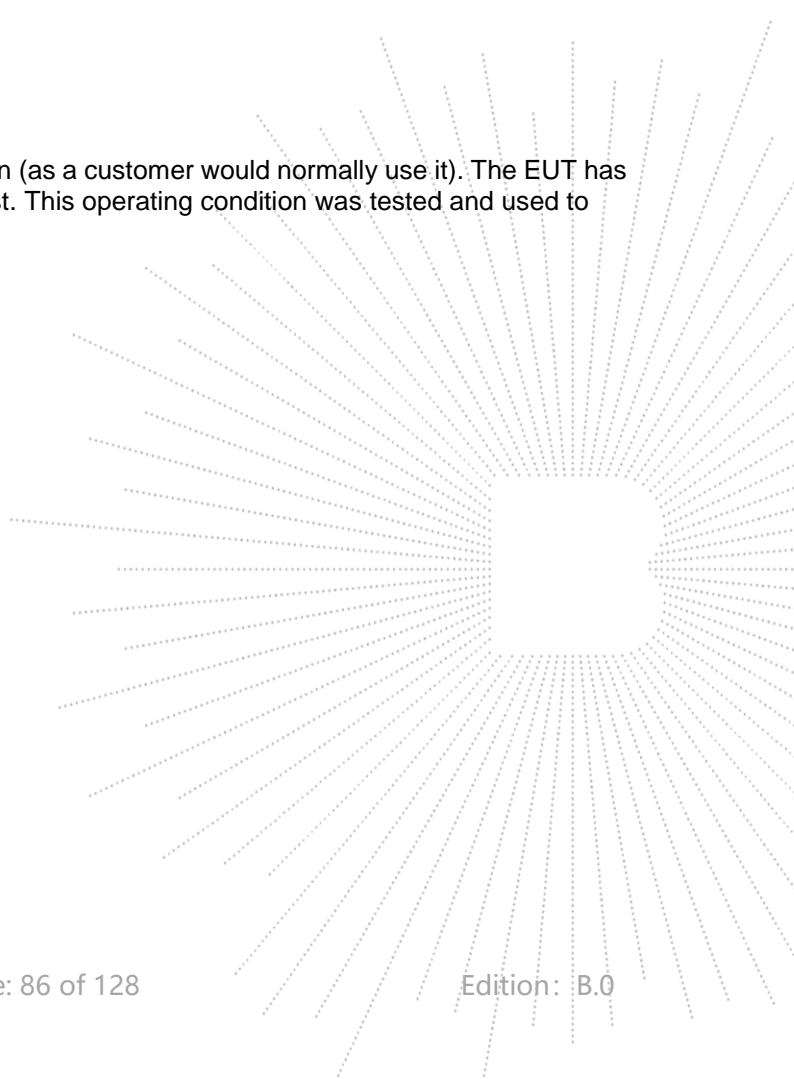 n (as a customer would normally use it). The EUT has
st. This operating condition was tested and used to
e: 86 of 128 Edition: B.0